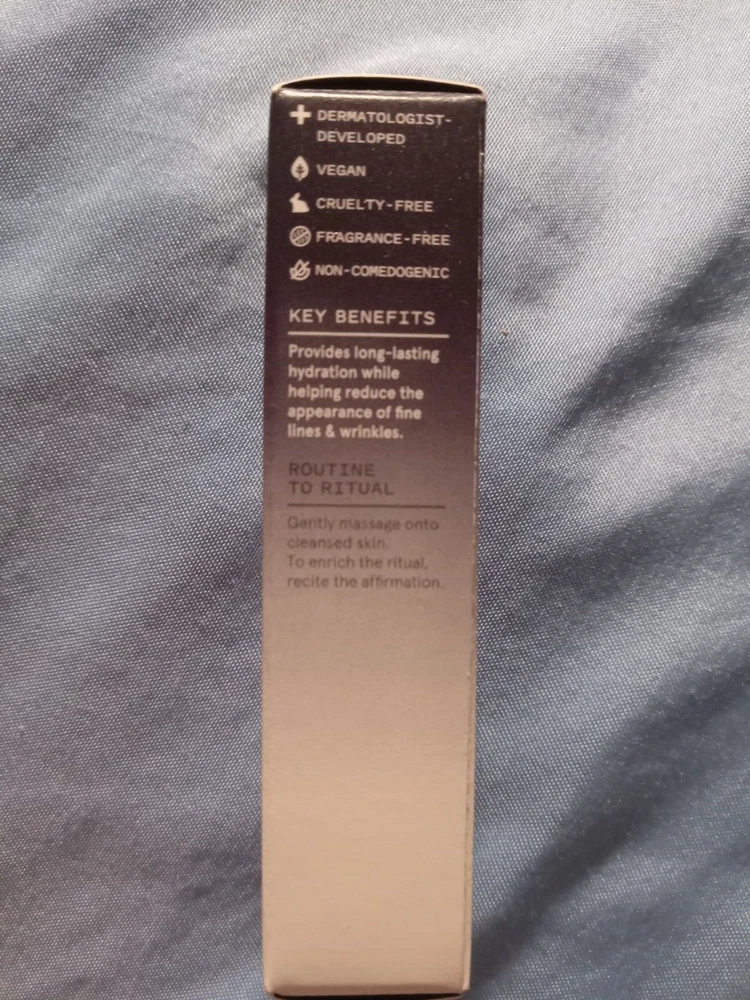 DERMATOLOGIST-
DEVELOPED
VEGAN
CRUELTY-FREE
FRAGRANCE-FREE
NON-COMEDOGENIC
KEY BENEFITS
Provides long-lasting
hydration while
helping reduce the
appearance of fine
lines & wrinkles.
ROUTINE
TO RITUAL
Gently massage onto
cleansed skin.
To enrich the ritual,
recite the affirmation.